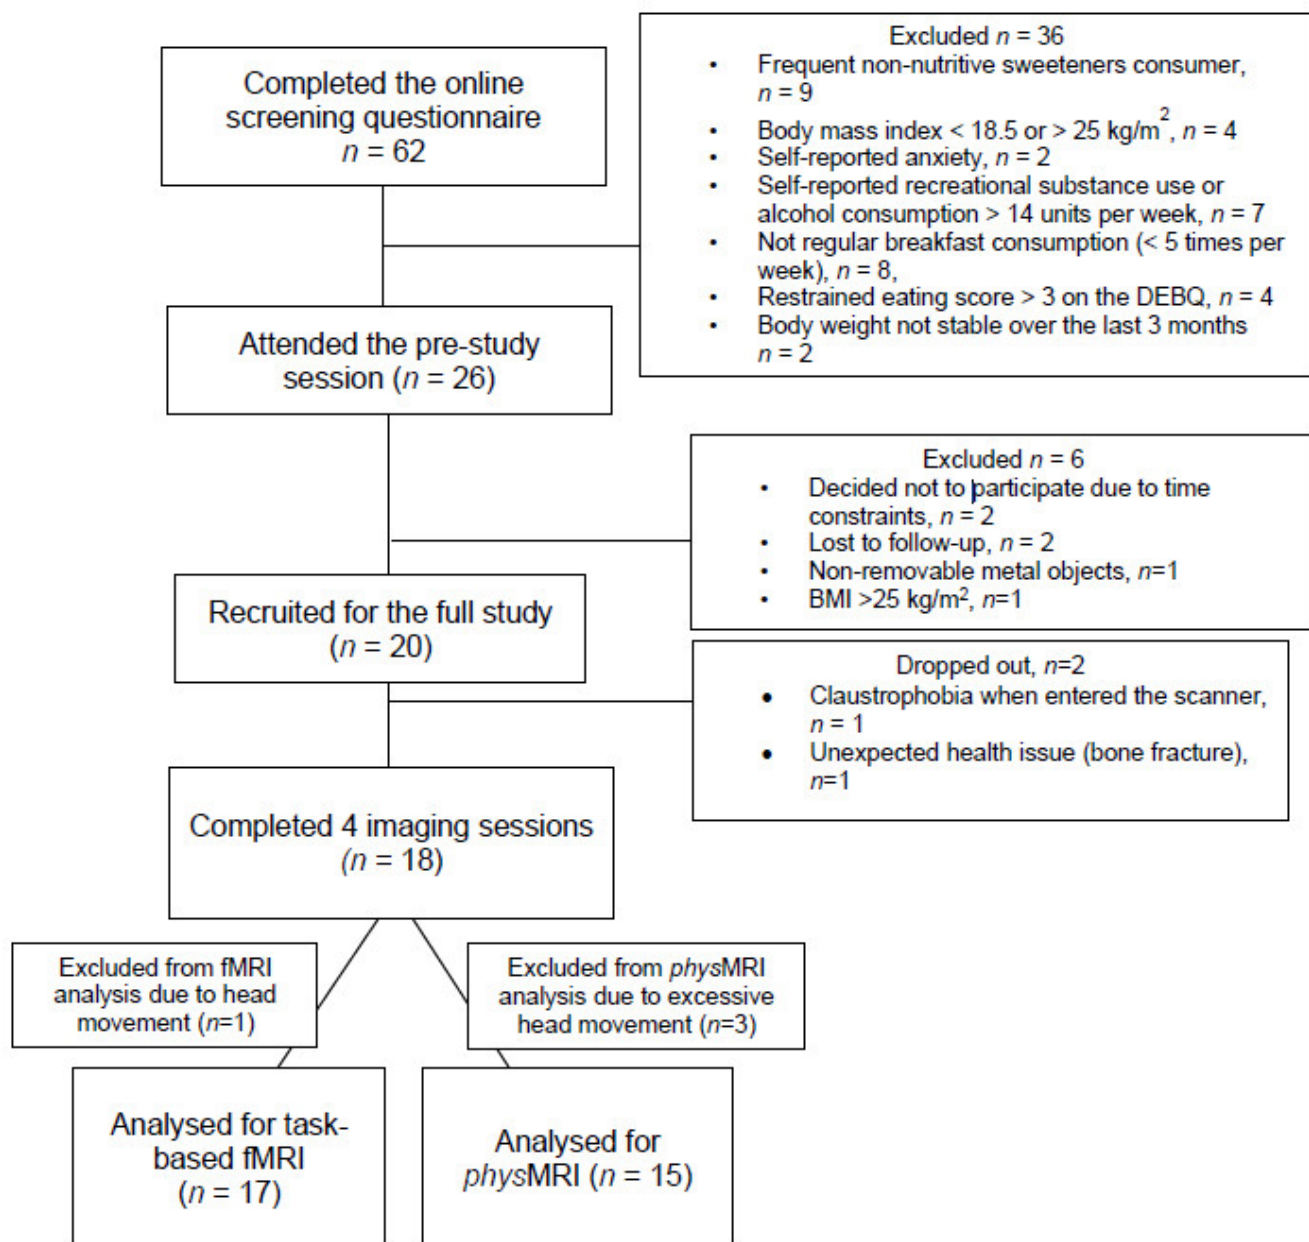 Completed the online
screening questionnaire
n = 62
Excluded n = 36
• Frequent non-nutritive sweeteners consumer,
n = 9
• Body mass index < 18.5 or > 25 kg/m², n = 4
• Self-reported anxiety, n = 2
• Self-reported recreational substance use or
alcohol consumption > 14 units per week, n = 7
• Not regular breakfast consumption (< 5 times per
week), n = 8,
• Restrained eating score > 3 on the DEBQ, n = 4
• Body weight not stable over the last 3 months
n = 2
Attended the pre-study
session (n = 26)
Excluded n = 6
• Decided not to participate due to time
constraints, n = 2
• Lost to follow-up, n = 2
• Non-removable metal objects, n=1
• BMI >25 kg/m², n=1
Recruited for the full study
(n = 20)
Dropped out, n=2
• Claustrophobia when entered the scanner,
n = 1
• Unexpected health issue (bone fracture),
n=1
Completed 4 imaging sessions
(n = 18)
Excluded from fMRI
analysis due to head
movement (n=1)
Excluded from physMRI
analysis due to excessive
head movement (n=3)
Analysed for task-
based fMRI
(n = 17)
Analysed for
physMRI (n = 15)